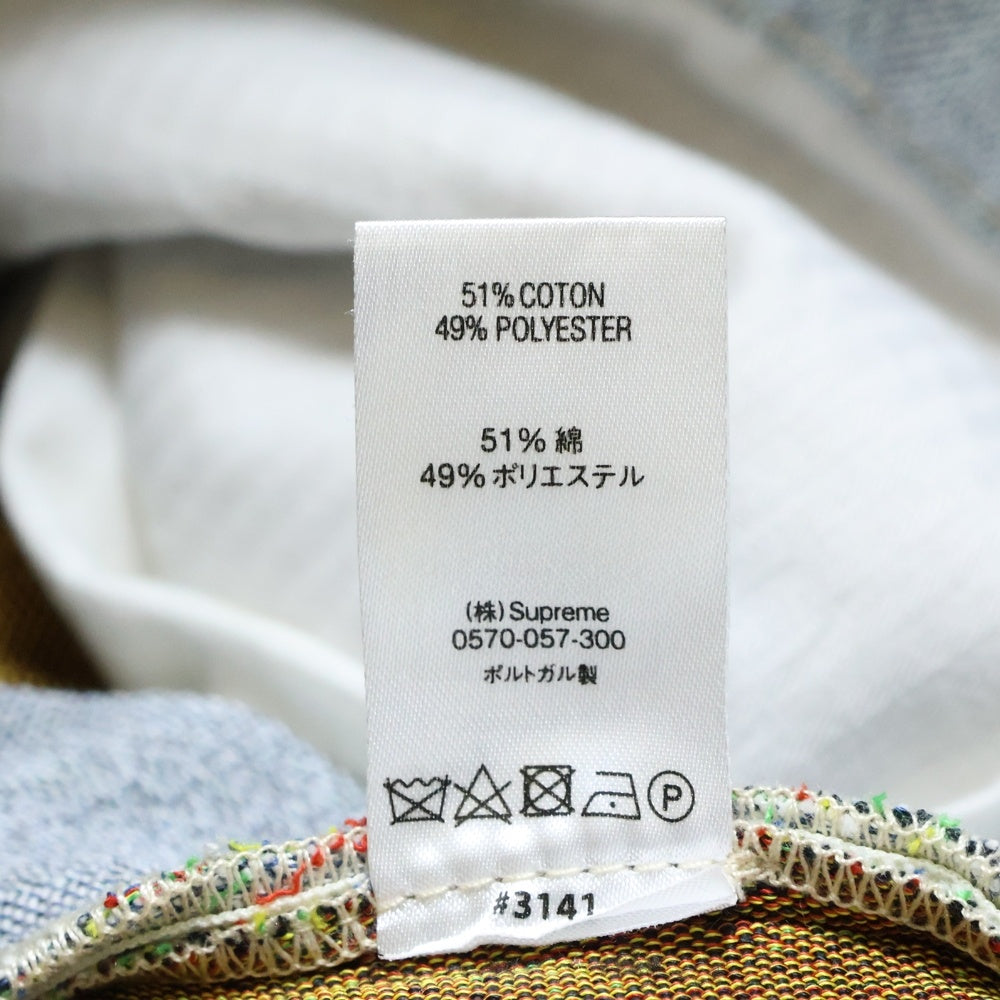 51% COTON
49% POLYESTER
51% 綿
49% ポリエステル
(株) Supreme
0570-057-300
ポルトガル製
P
#3141